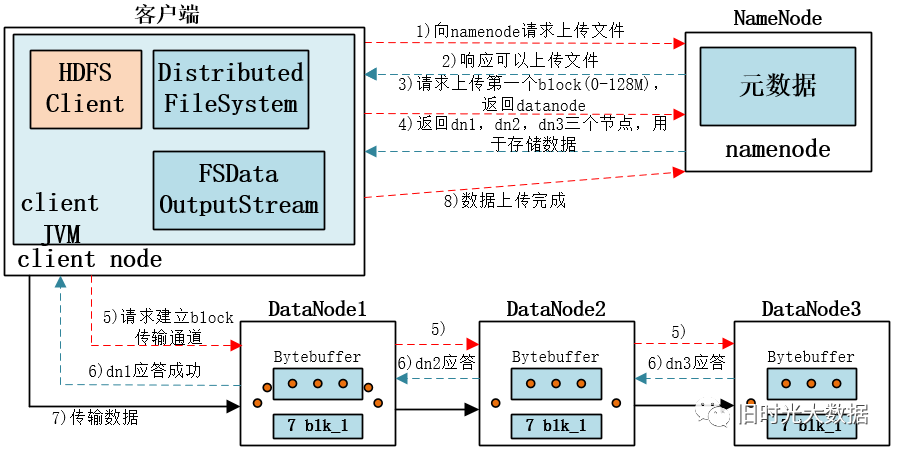 客户端
HDFS
Client
Distributed
FileSystem
FSData
OutputStream
client
JVM
client node
1)向namenode请求上传文件
2)响应可以上传文件
3)请求上传第一个block(0-128M),
返回datanode
4)返回dn1, dn2, dn3三个节点, 用
于存储数据
8)数据上传完成
NameNode
元数据
namenode
5)请求建立block
传输通道
6)dn1应答成功
7)传输数据
DataNode1
Bytebuffer
7 blk_1
5)
6)dn2应答
DataNode2
Bytebuffer
7 blk_1
5)
6)dn3应答
DataNode3
Bytebuffer
7 blk_1
旧时光大数据